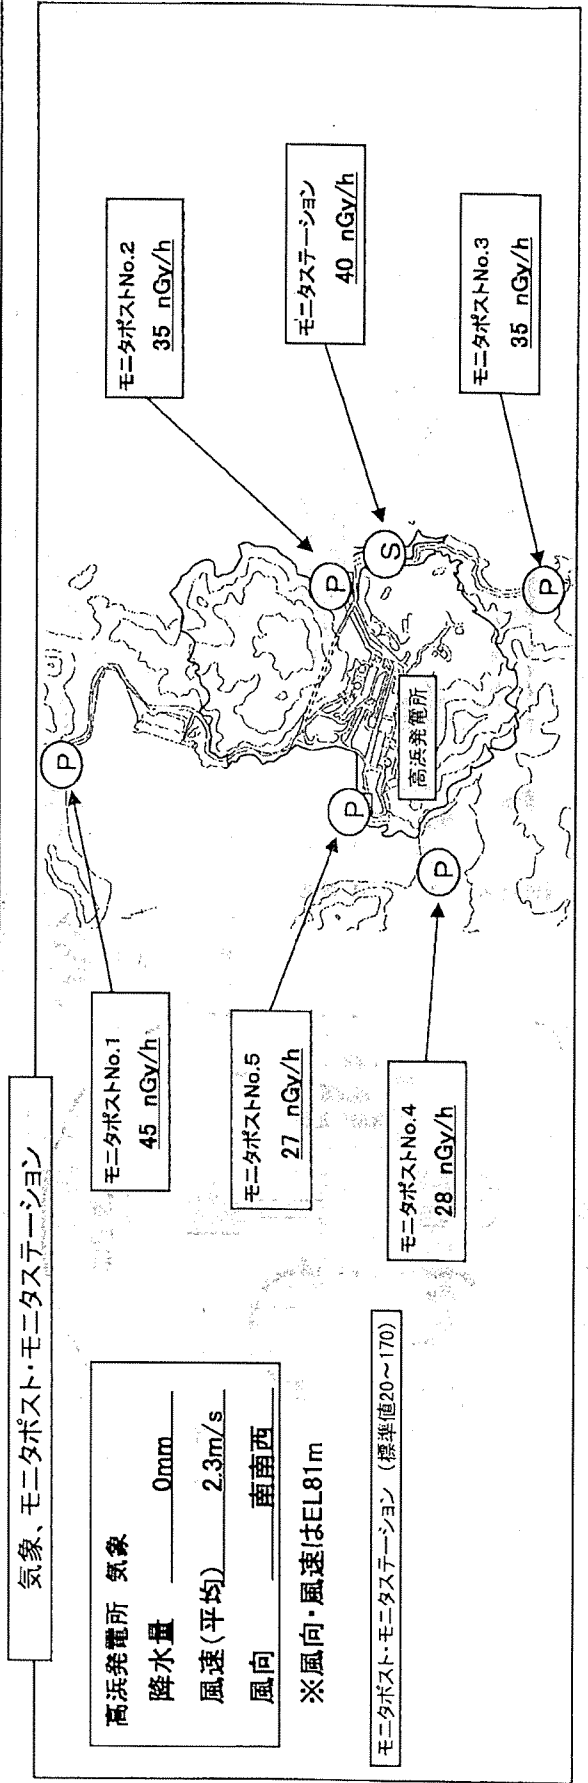 気象、モニタポスト・モニタステーション
高浜発電所 気象
降水量 0mm
風速(平均) 2.3m/s
風向 南南西
※風向・風速はEL81m
モニタポスト・モニタステーション (標準値20~170)
モニタポストNo.1
45 nGy/h
モニタポストNo.5
27 nGy/h
モニタポストNo.4
28 nGy/h
モニタポストNo.2
35 nGy/h
モニタステーション
40 nGy/h
モニタポストNo.3
35 nGy/h
P
P
P
P
S
P
高浜発電所